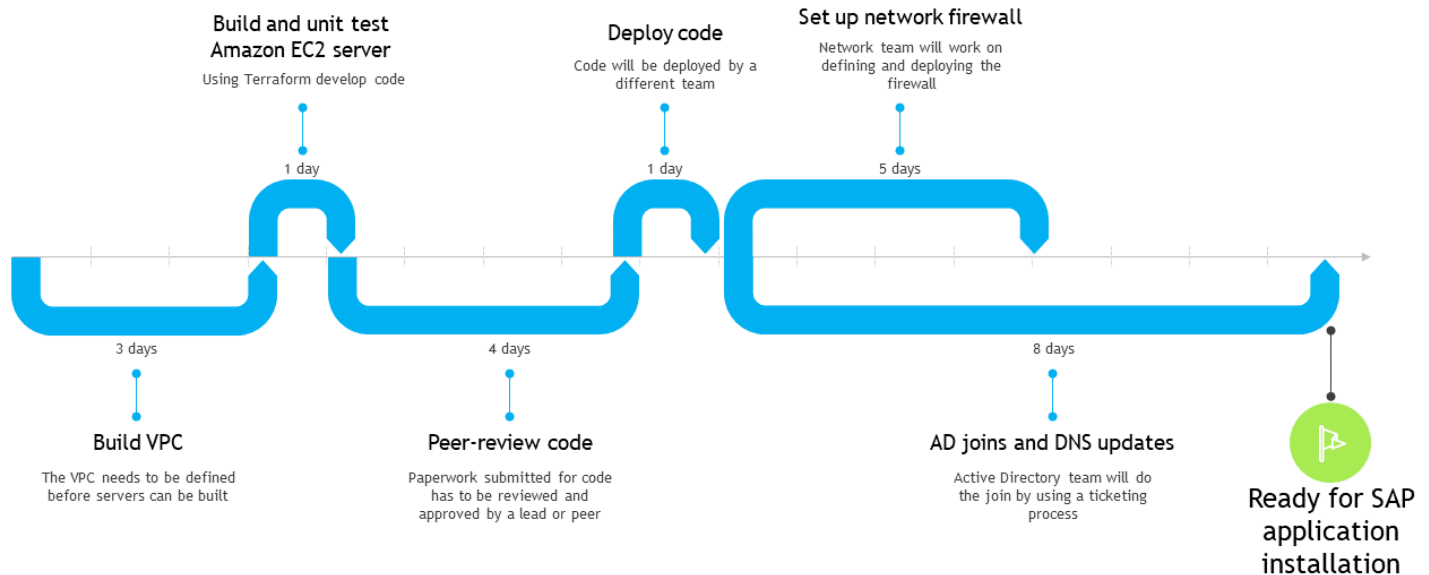 Build and unit test
Amazon EC2 server
Using Terraform develop code
1 day
Deploy code
Code will be deployed by a
different team
1 day
Set up network firewall
Network team will work on
defining and deploying the
firewall
5 days
3 days
Build VPC
The VPC needs to be defined
before servers can be built
4 days
Peer-review code
Paperwork submitted for code
has to be reviewed and
approved by a lead or peer
8 days
AD joins and DNS updates
Active Directory team will do
the join by using a ticketing
process
Ready for SAP
application
installation